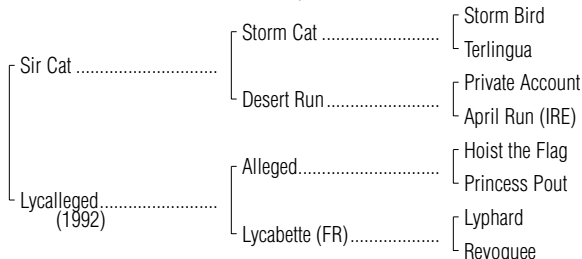 Storm Bird
Storm Cat ............................
Terlingua
Sir Cat .................................
Private Account
Desert Run...........................
April Run (IRE)
Hoist the Flag
Alleged.................................
Princess Pout
Lycalleged...........................
(1992)
Lyphard
Lycabette (FR).....................
Revoquee